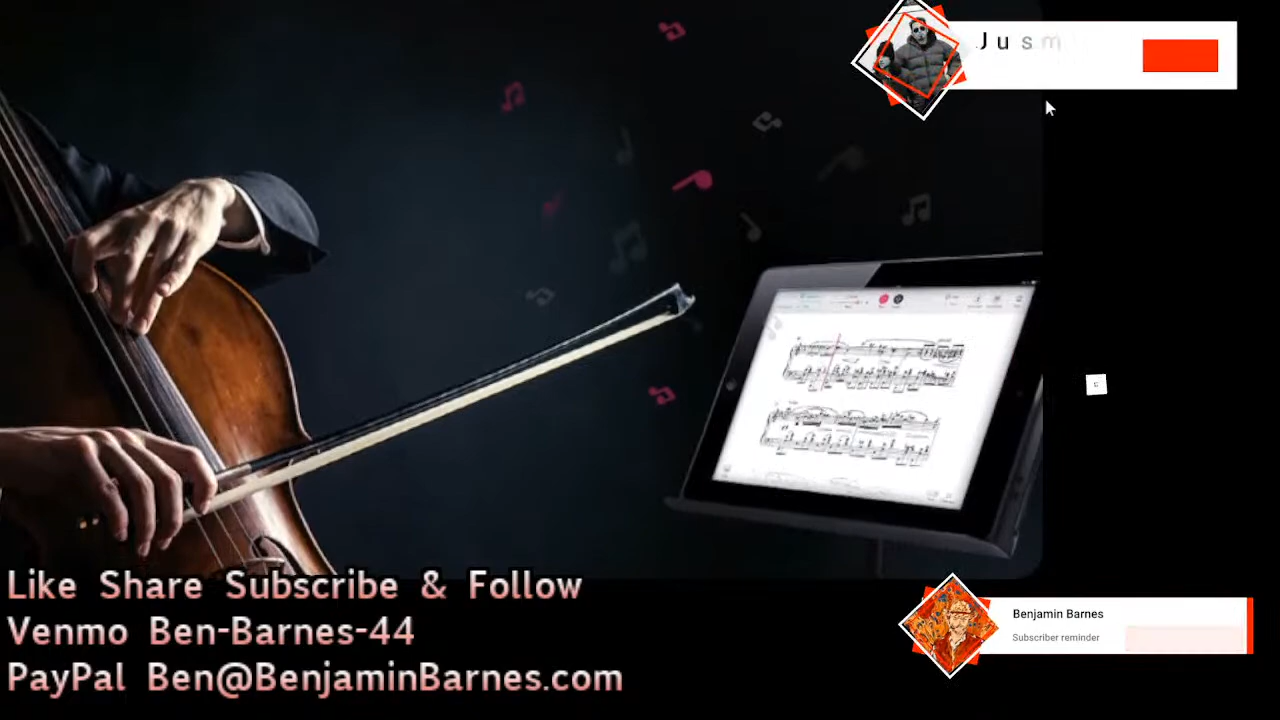 Jusm
Benjamin Barnes
Subscriber reminder
Like Share Subscribe & Follow
Venmo Ben-Barnes-44
PayPal Ben@BenjaminBarnes.com